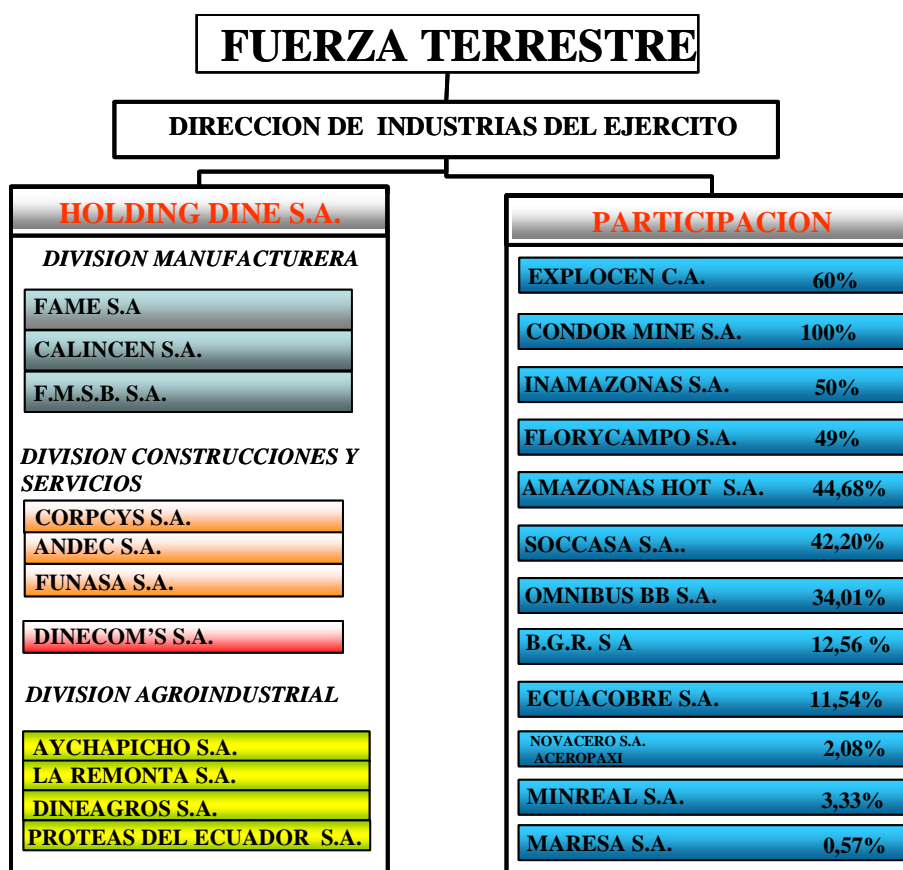 FUERZA TERRESTRE
DIRECCION DE INDUSTRIAS DEL EJERCITO
HOLDING DINE S.A.
DIVISION MANUFACTURERA
FAME S.A
CALINCEN S.A.
F.M.S.B. S.A.
DIVISION CONSTRUCCIONES Y
SERVICIOS
CORPCYS S.A.
ANDEC S.A.
FUNASA S.A.
DINECOM'S S.A.
DIVISION AGROINDUSTRIAL
AYCHAPICHO S.A.
LA REMONTA S.A.
DINEAGROS S.A.
PROTEAS DEL ECUADOR S.A.
PARTICIPACION
EXPLOCEN C.A. 60%
CONDOR MINE S.A. 100%
INAMAZONAS S.A. 50%
FLORYCAMPO S.A. 49%
AMAZONAS HOT S.A. 44,68%
SOCCASA S.A.. 42,20%
OMNIBUS BB S.A. 34,01%
B.G.R. S A 12,56 %
ECUACOBRE S.A. 11,54%
NOVACERO S.A. 2,08%
ACEROPAXI
MINREAL S.A. 3,33%
MARESA S.A. 0,57%